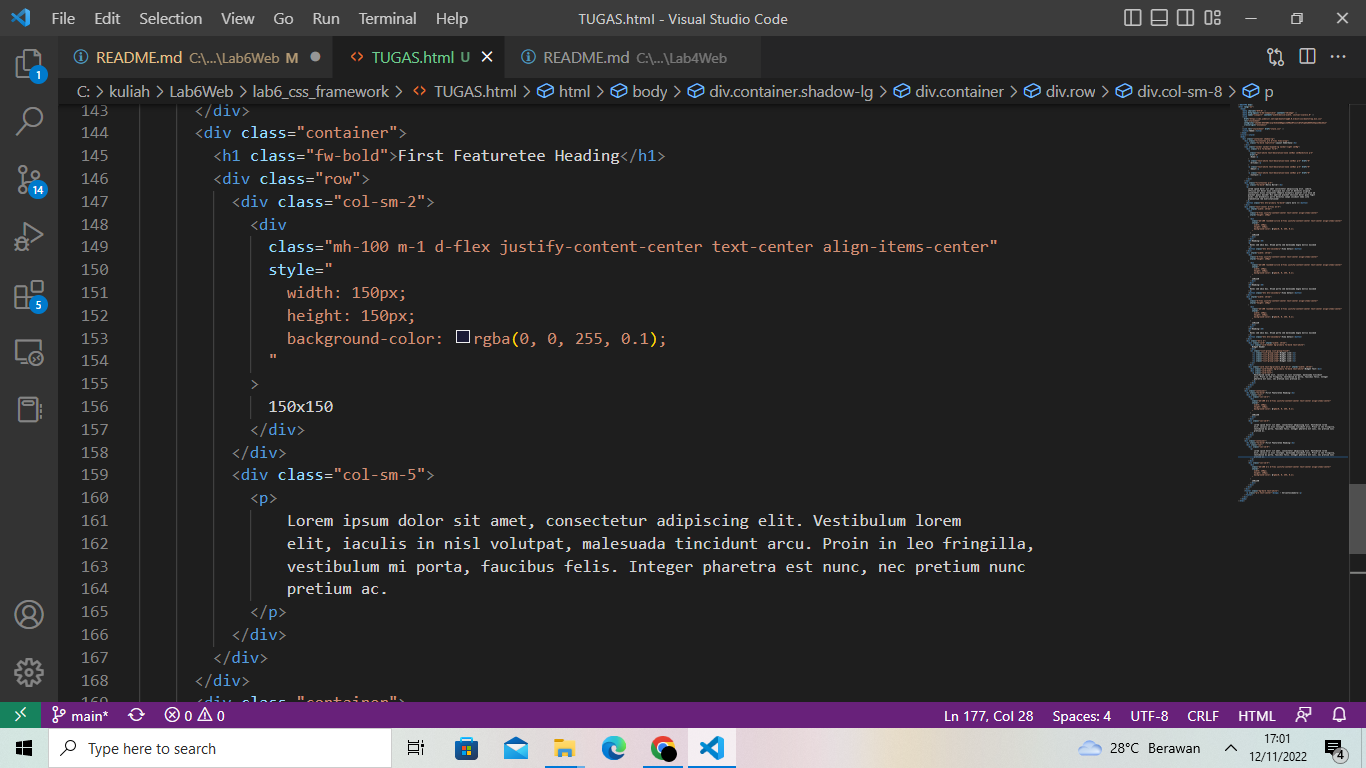 File Edit Selection View Go Run Terminal Help TUGAS.html - Visual Studio Code
README.md C:\...\Lab6Web M TUGAS.html U README.md C:\...\Lab4Web
C: > kuliah > Lab6Web > lab6_css_framework > TUGAS.html > html > body > div.container.shadow-lg > div.container > div.row > div.col-sm-8 > p
143 </div>
144 <div class="container">
145 <h1 class="fw-bold">First Featuretee Heading</h1>
146 <div class="row">
147 <div class="col-sm-2">
148 <div
149 class="mh-100 m-1 d-flex justify-content-center text-center align-items-center"
150 style="
151 width: 150px;
152 height: 150px;
153 background-color: rgba(0, 0, 255, 0.1);
154 "
155 >
156 150x150
157 </div>
158 </div>
159 <div class="col-sm-5">
160 <p>
161 Lorem ipsum dolor sit amet, consectetur adipiscing elit. Vestibulum lorem
162 elit, iaculis in nisl volutpat, malesuada tincidunt arcu. Proin in leo fringilla,
163 vestibulum mi porta, faucibus felis. Integer pharetra est nunc, nec pretium nunc
164 pretium ac.
165 </p>
166 </div>
167 </div>
168 </div>
169 <div class="container">
1
14
5
main* 0 0 Ln 177, Col 28 Spaces: 4 UTF-8 CRLF HTML
Type here to search 28°C Berawan 17:01
12/11/2022 4